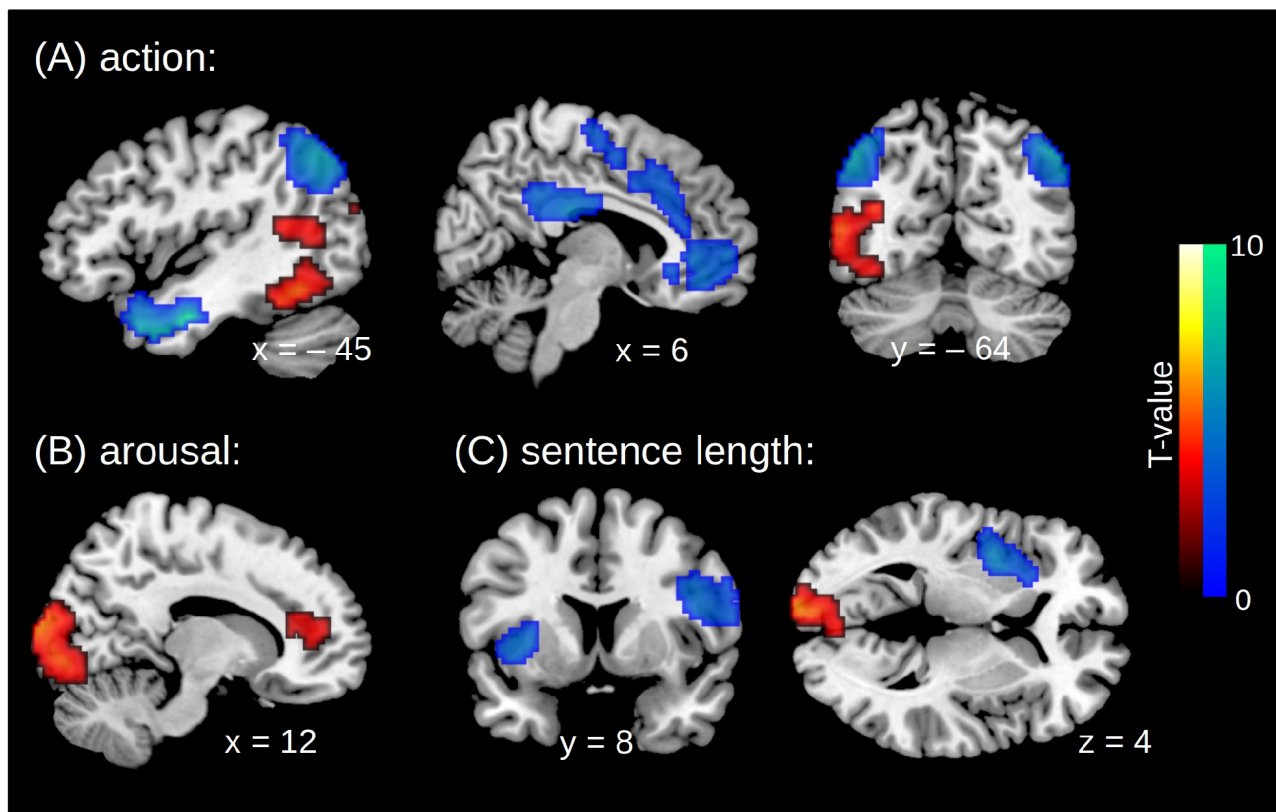 (A) action:
x = – 45
x = 6
y = – 64
10
T-value
0
(B) arousal:
(C) sentence length:
x = 12
y = 8
z = 4